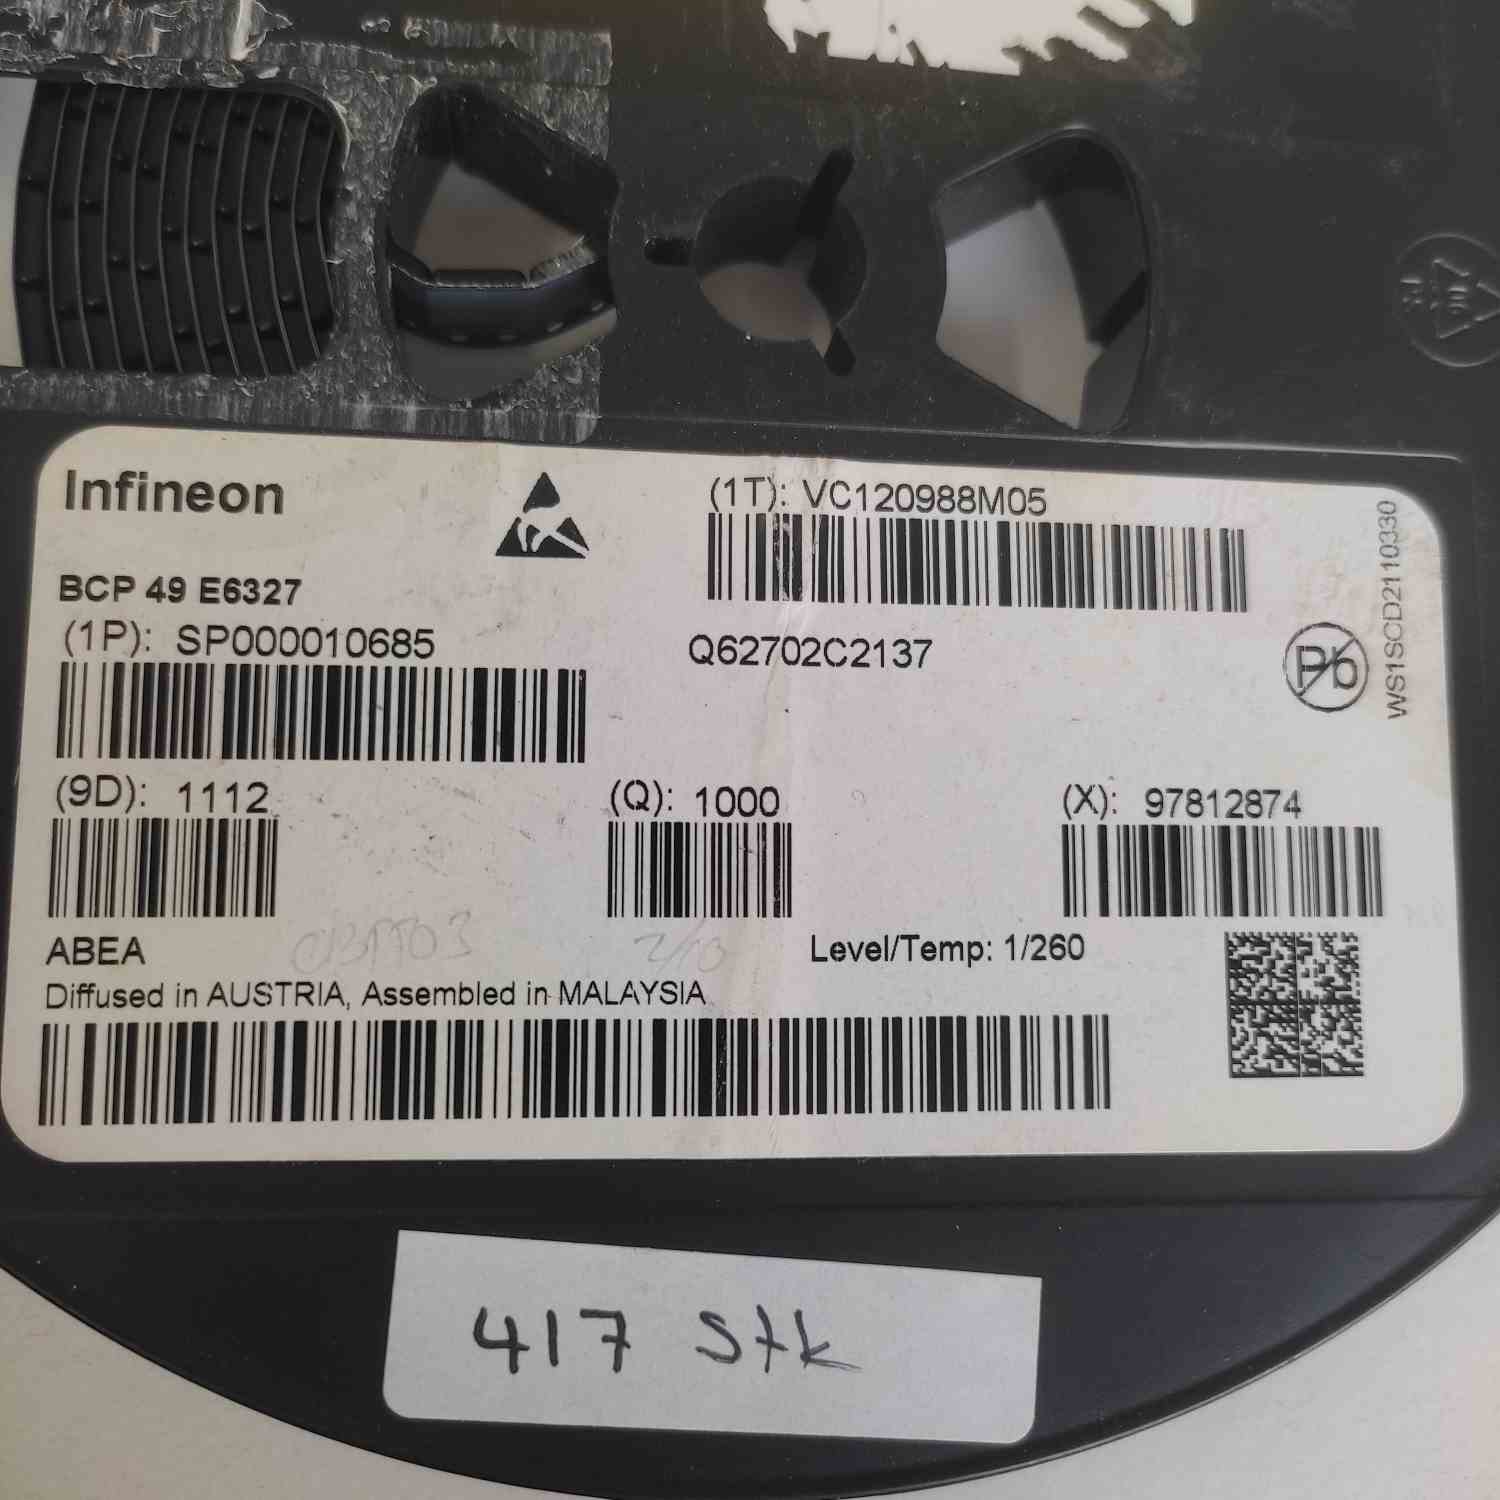 Infineon
(1T): VC120988M05
BCP 49 E6327
(1P): SP000010685
Q62702C2137
Pb
WS1SCD2110330
(9D): 1112
(Q): 1000
(X): 97812874
ABEA
Level/Temp: 1/260
Diffused in AUSTRIA, Assembled in MALAYSIA
417 Stk